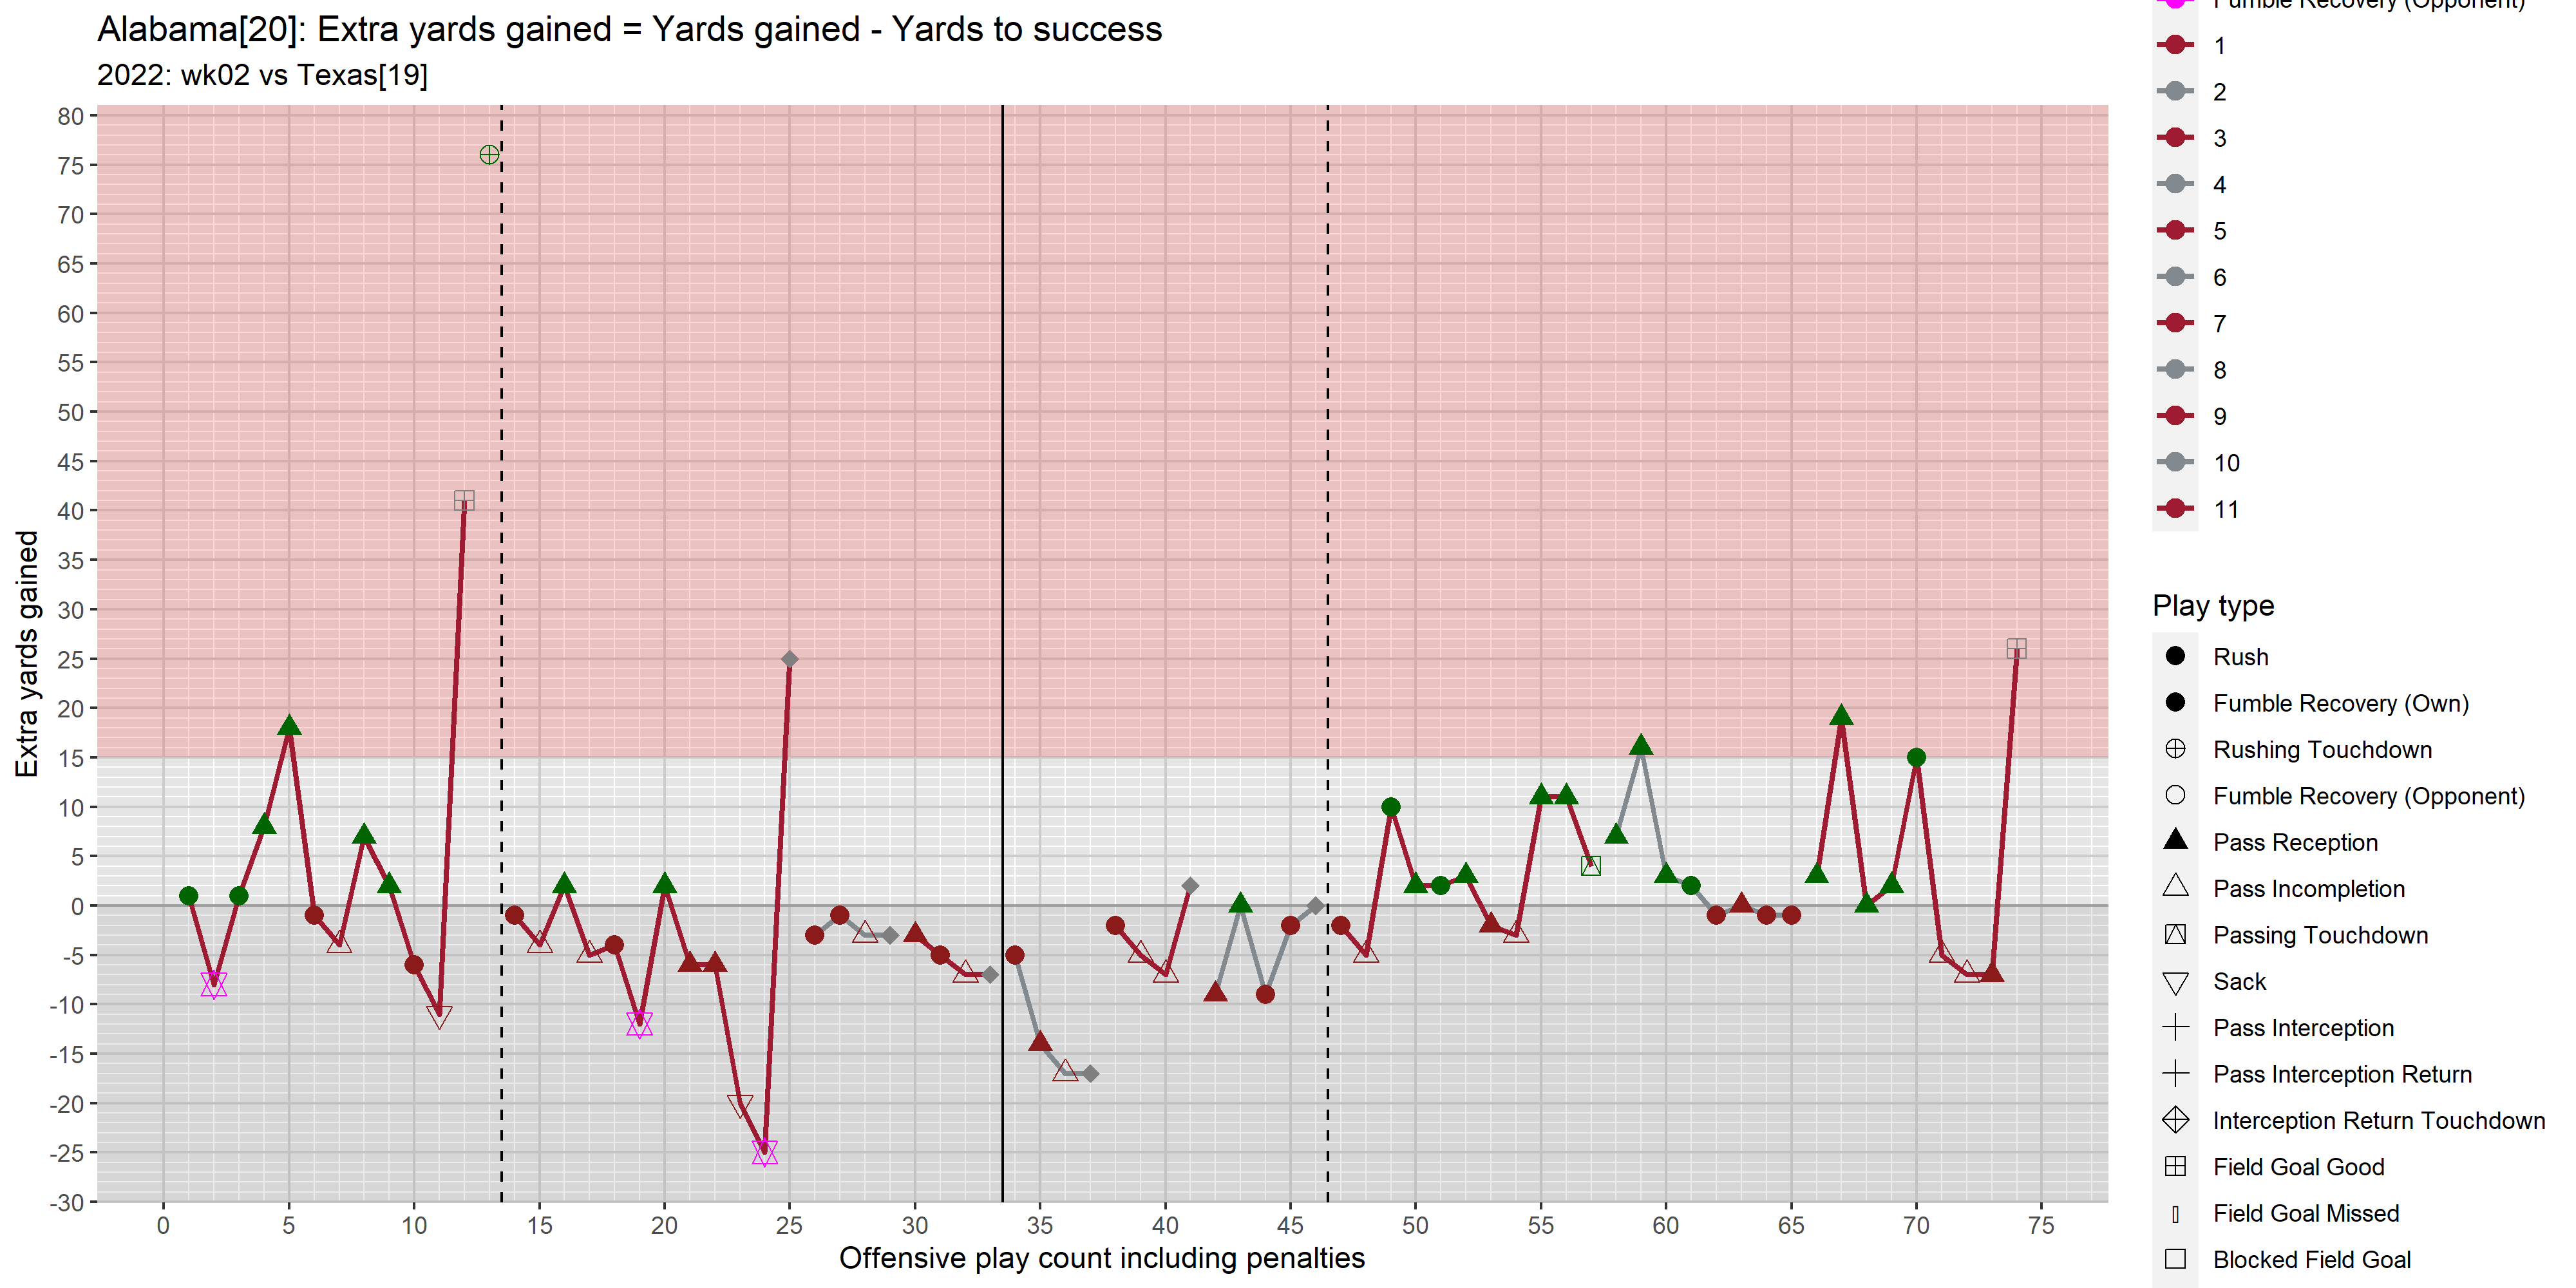 Alabama[20]: Extra yards gained = Yards gained - Yards to success
2022: wk02 vs Texas[19]
Extra yards gained
80
75
70
65
60
55
50
45
40
35
30
25
20
15
10
5
0
-5
-10
-15
-20
-25
-30
0 5 10 15 20 25 30 35 40 45 50 55 60 65 70 75
Offensive play count including penalties
Fumble Recovery (Opponent)
1
2
3
4
5
6
7
8
9
10
11
Play type
Rush
Fumble Recovery (Own)
Rushing Touchdown
Fumble Recovery (Opponent)
Pass Reception
Pass Incompletion
Passing Touchdown
Sack
Pass Interception
Pass Interception Return
Interception Return Touchdown
Field Goal Good
Field Goal Missed
Blocked Field Goal